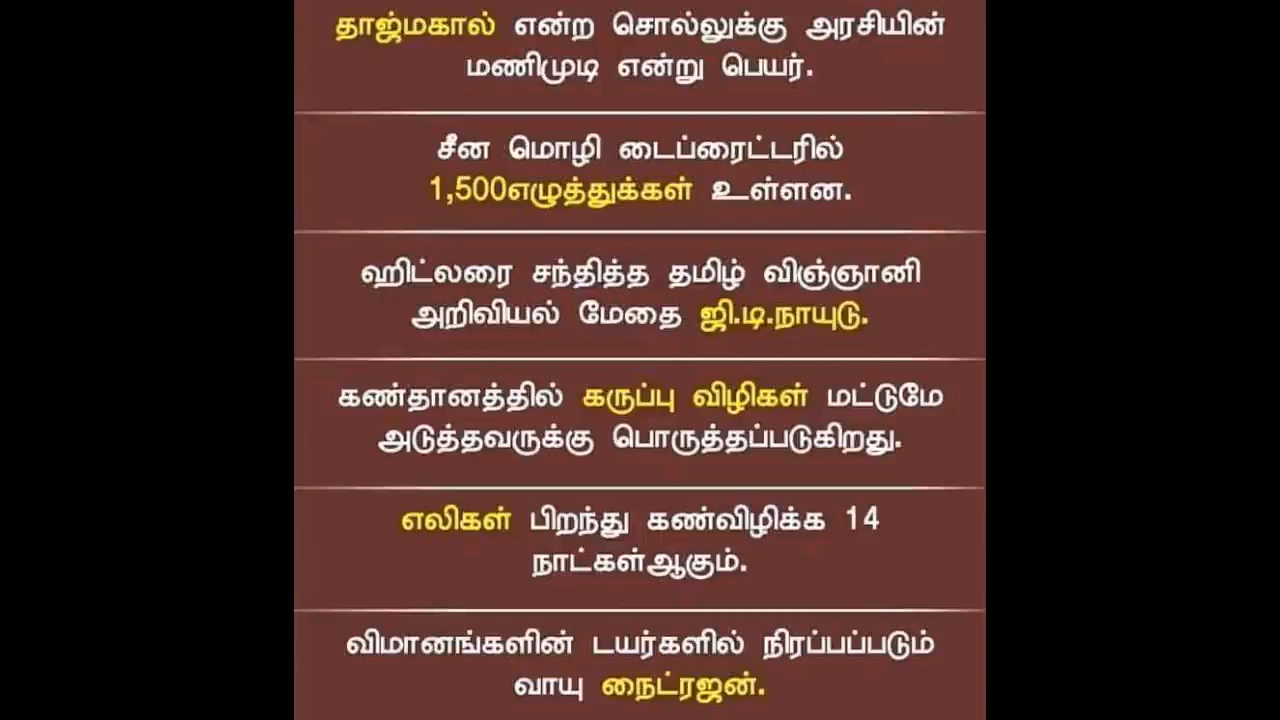 தாஜ்மகால் என்ற சொல்லுக்கு அரசியின்
மணிமுடி என்று பெயர்.
சீன மொழி டைப்ரைட்டரில்
1,500எழுத்துக்கள் உள்ளன.
ஹிட்லரை சந்தித்த தமிழ் விஞ்ஞானி
அறிவியல் மேதை ஜி.டி.நாயுடு.
கண்தானத்தில் கருப்பு விழிகள் மட்டுமே
அடுத்தவருக்கு பொருத்தப்படுகிறது.
எலிகள் பிறந்து கண்விழிக்க 14
நாட்கள்ஆகும்.
விமானங்களின் டயர்களில் நிரப்பப்படும்
வாயு நைட்ரஜன்.